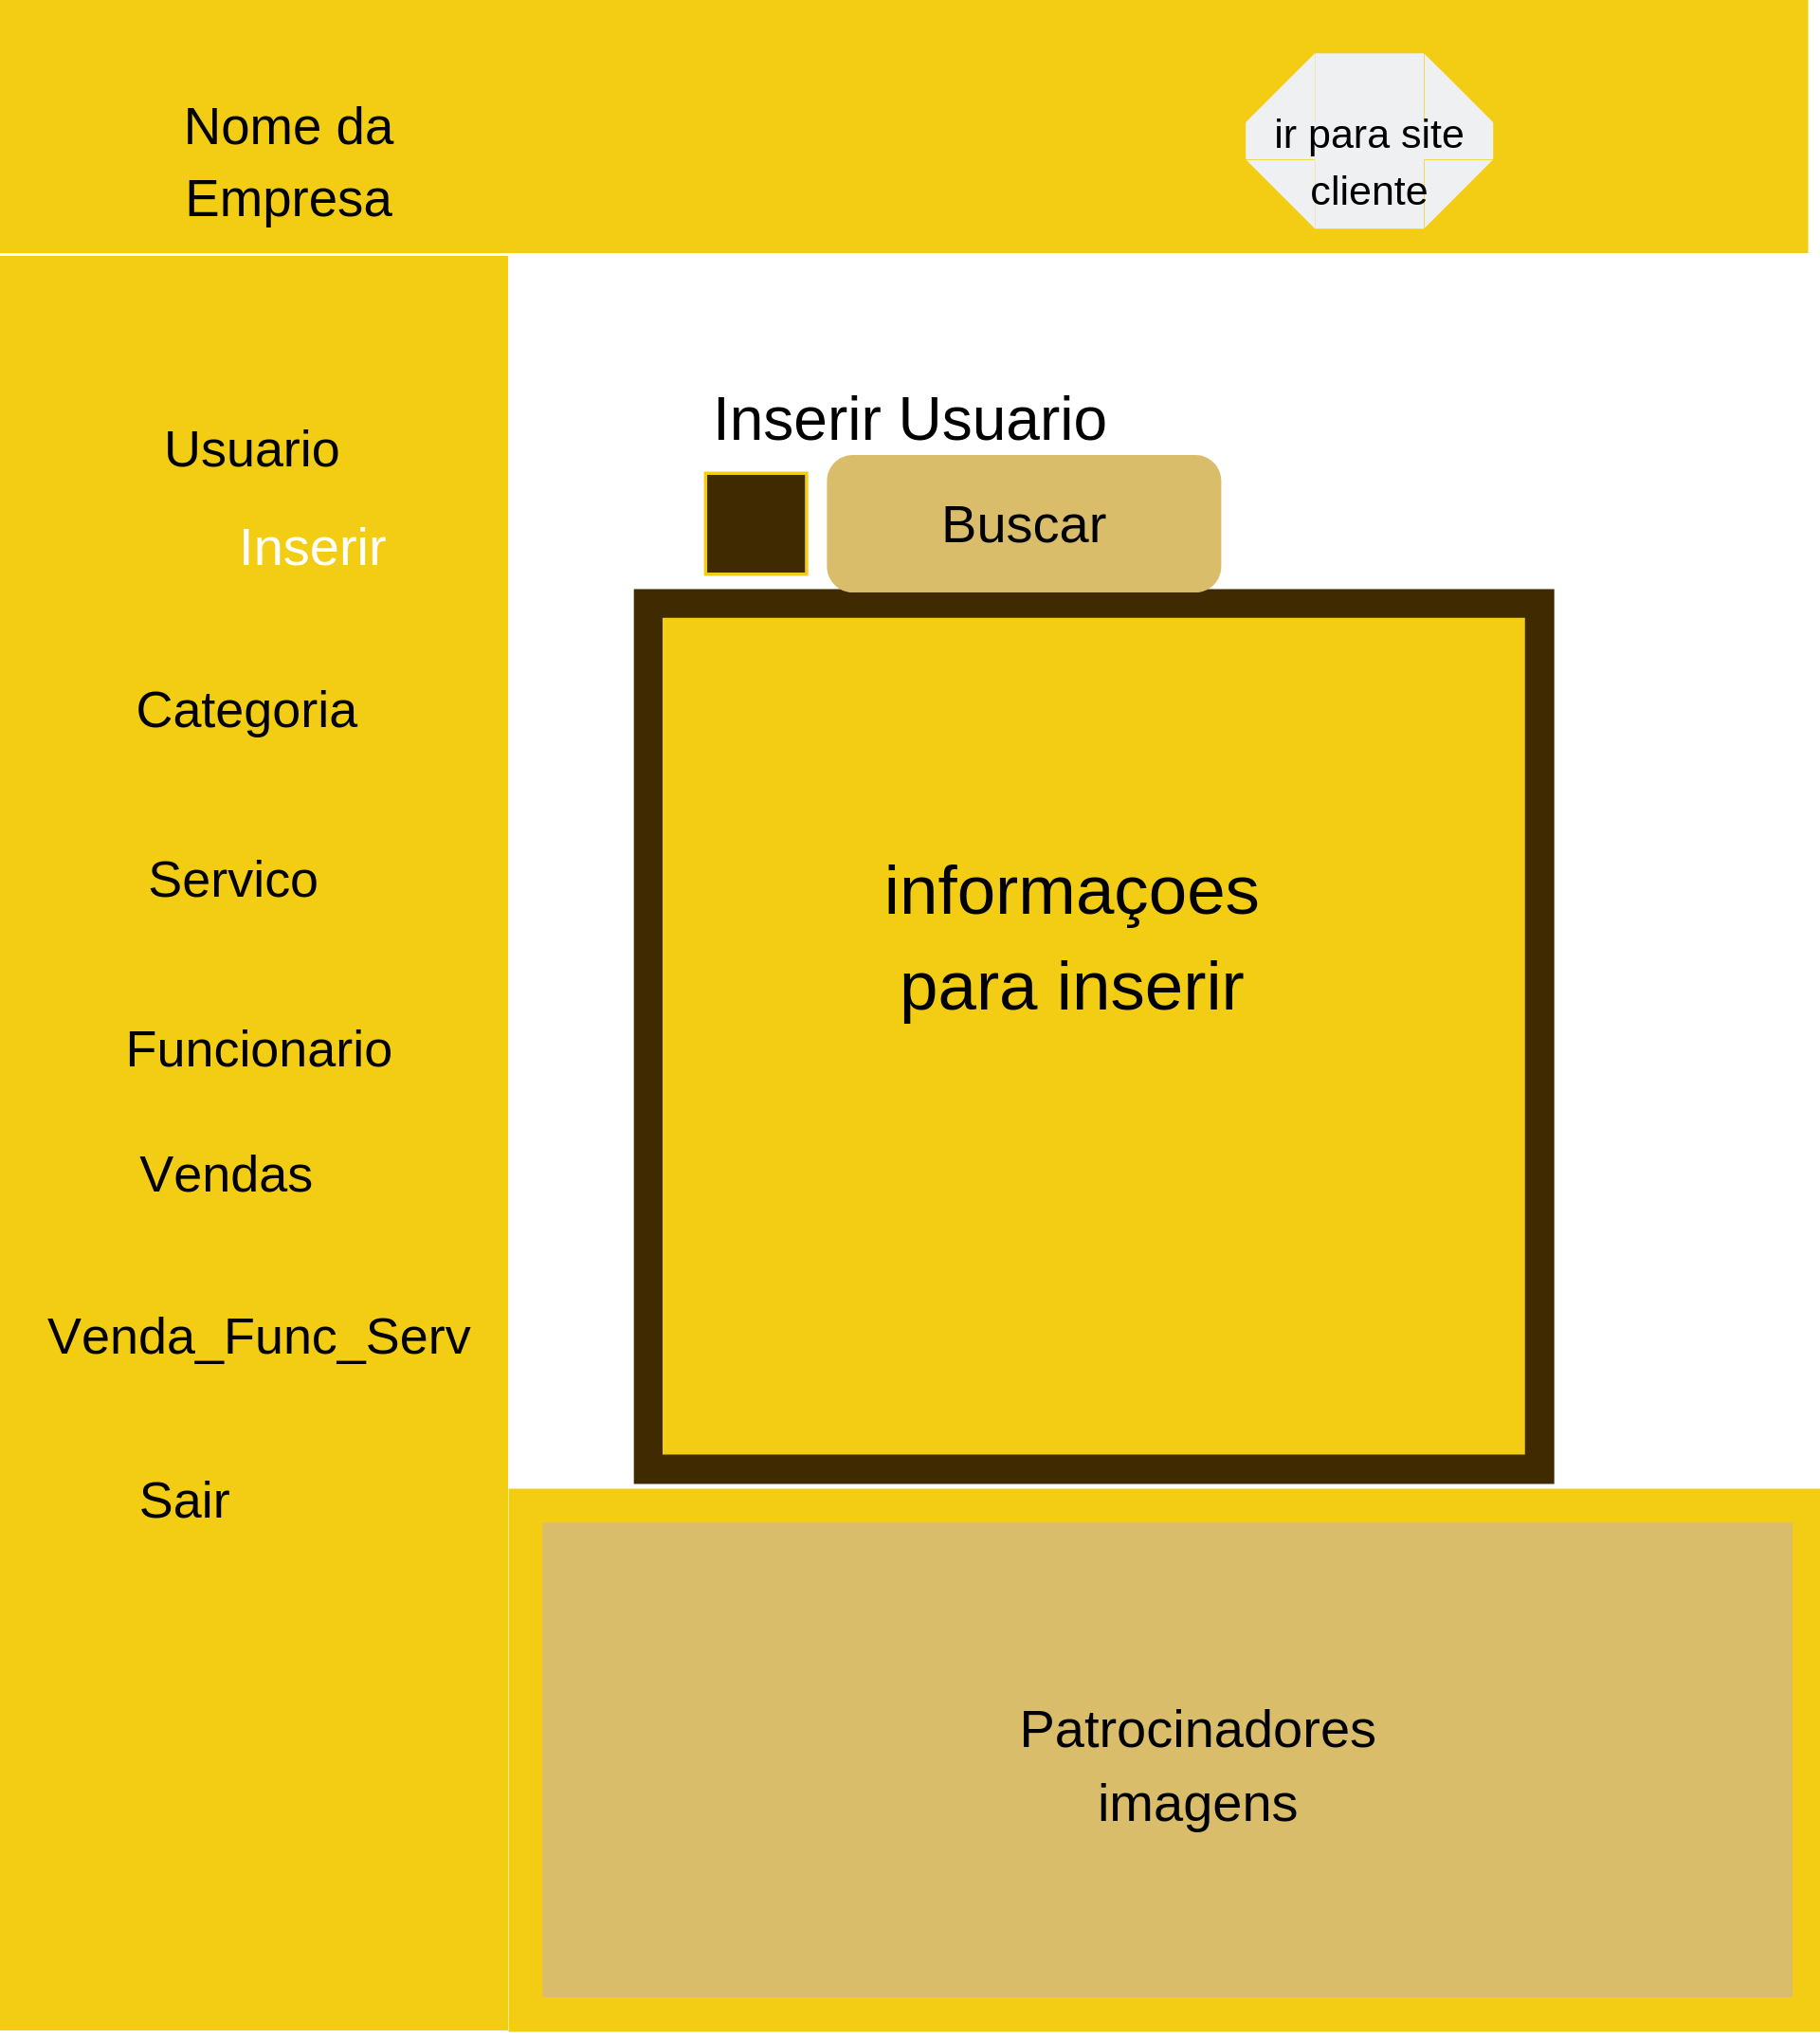 Nome da
Empresa
ir para site
cliente
Usuario
Inserir
Categoria
Servico
Funcionario
Vendas
Venda_Func_Serv
Sair
Inserir Usuario
Buscar
informaçoes
para inserir
Patrocinadores
imagens